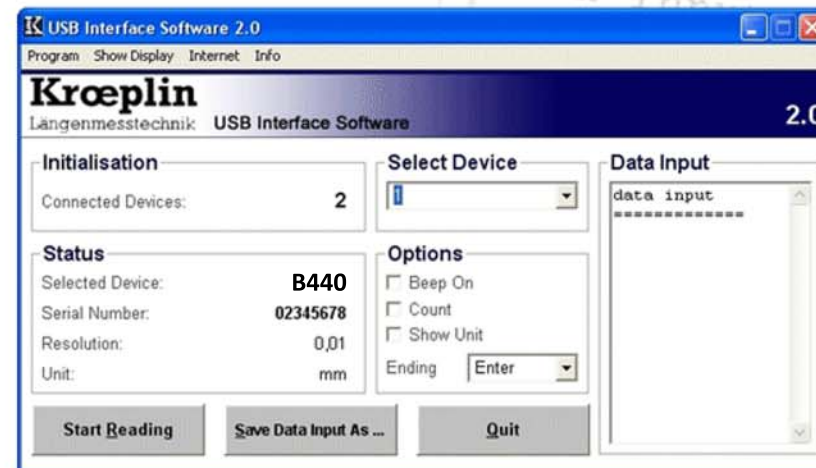 USB Interface Software 2.0
Program Show Display Internet Info
Krœplin
Längenmesstechnik USB Interface Software
2.0
Initialisation
Connected Devices: 2
Select Device
1
Data Input
data input
=============
Status
Selected Device: B440
Serial Number: 02345678
Resolution: 0,01
Unit: mm
Options
Beep On
Count
Show Unit
Ending Enter
Start Reading
Save Data Input As ...
Quit